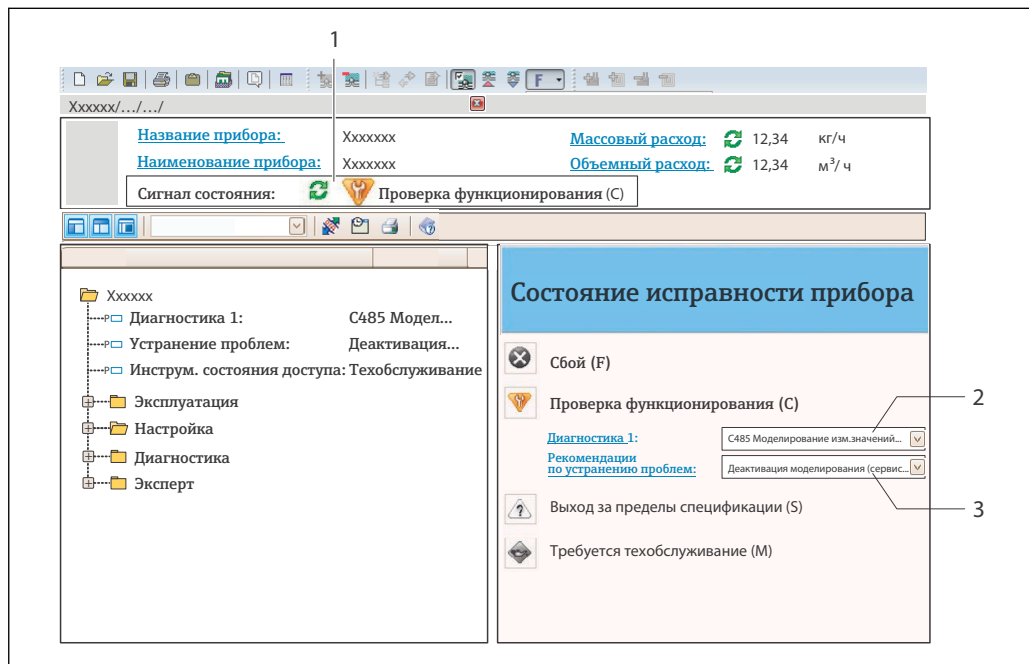 1
F
Xxxxxx/.../.../
Название прибора: Xxxxxxx Массовый расход: 12,34 кг/ч
Наименование прибора: Xxxxxxx Объемный расход: 12,34 м³/ ч
Сигнал состояния: Проверка функционирования (C)
Xxxxxx
Диагностика 1: C485 Модел...
Устранение проблем: Деактивация...
Инструм. состояния доступа: Техобслуживание
Эксплуатация
Настройка
Диагностика
Эксперт
Состояние исправности прибора
Сбой (F)
Проверка функционирования (C)
2
Диагностика 1: C485 Моделирование изм.значений...
Рекомендации
по устранению проблем: Деактивация моделирования (сервис...
3
Выход за пределы спецификации (S)
Требуется техобслуживание (M)